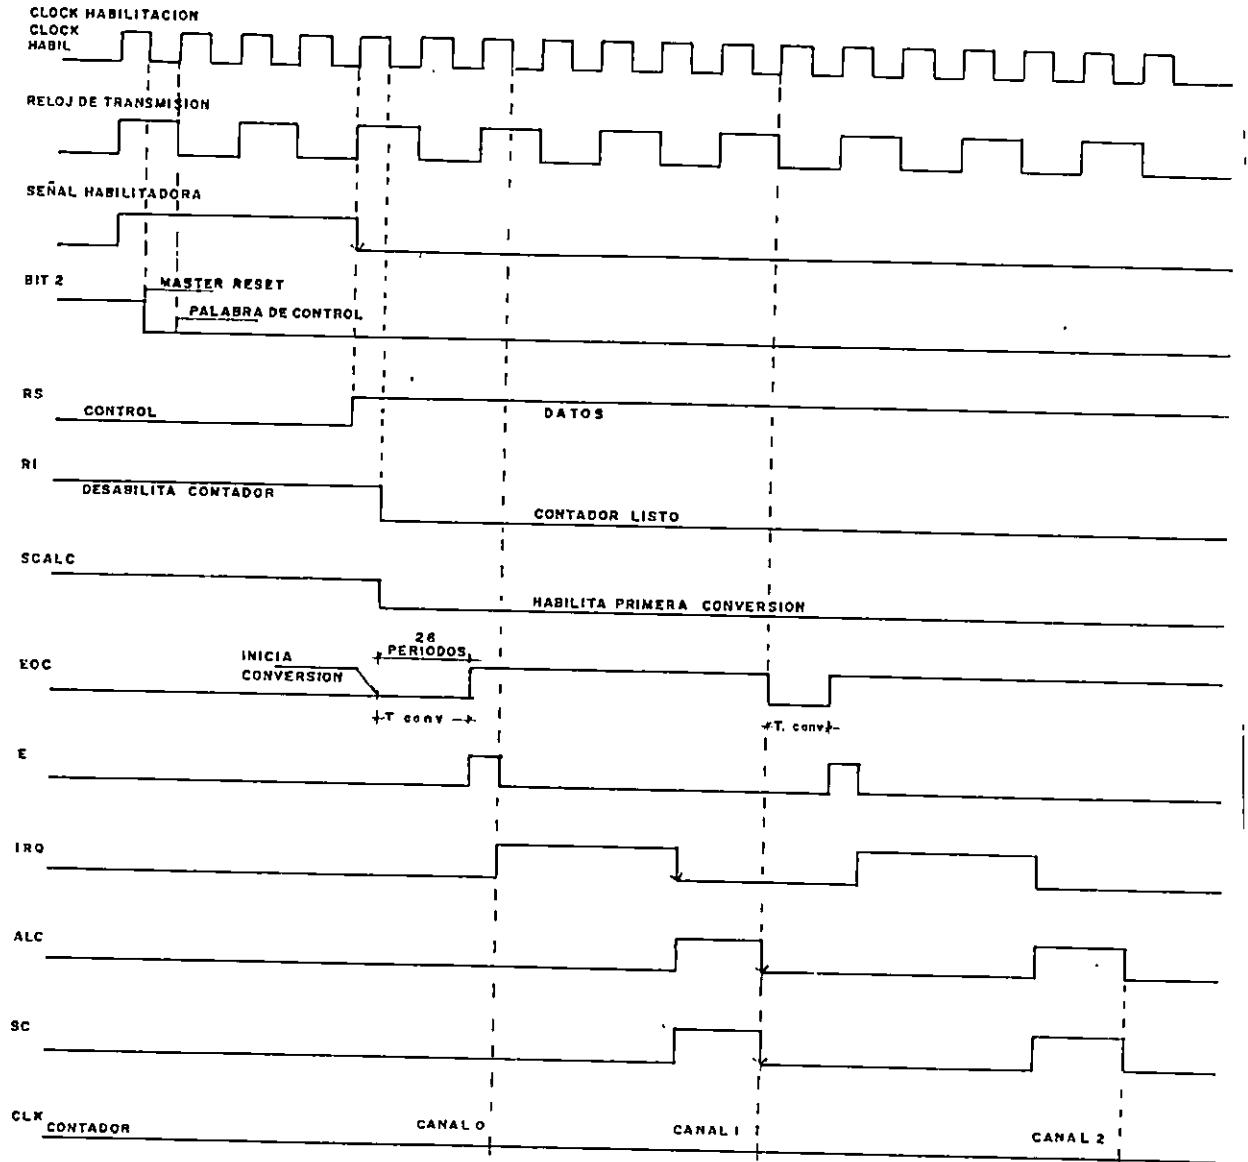 CLOCK HABILITACION
CLOCK
HABIL
RELOJ DE TRANSMISION
SEÑAL HABILITADORA
BIT 2
MASTER RESET
PALABRA DE CONTROL
RS
CONTROL
DATOS
RI
DESABILITA CONTADOR
CONTADOR LISTO
SCALC
HABILITA PRIMERA CONVERSION
EOC
INICIA
CONVERSION
28
PERIODOS
T conv
T. conv
E
IRQ
ALC
SC
CLK
CONTADOR
CANAL 0
CANAL 1
CANAL 2